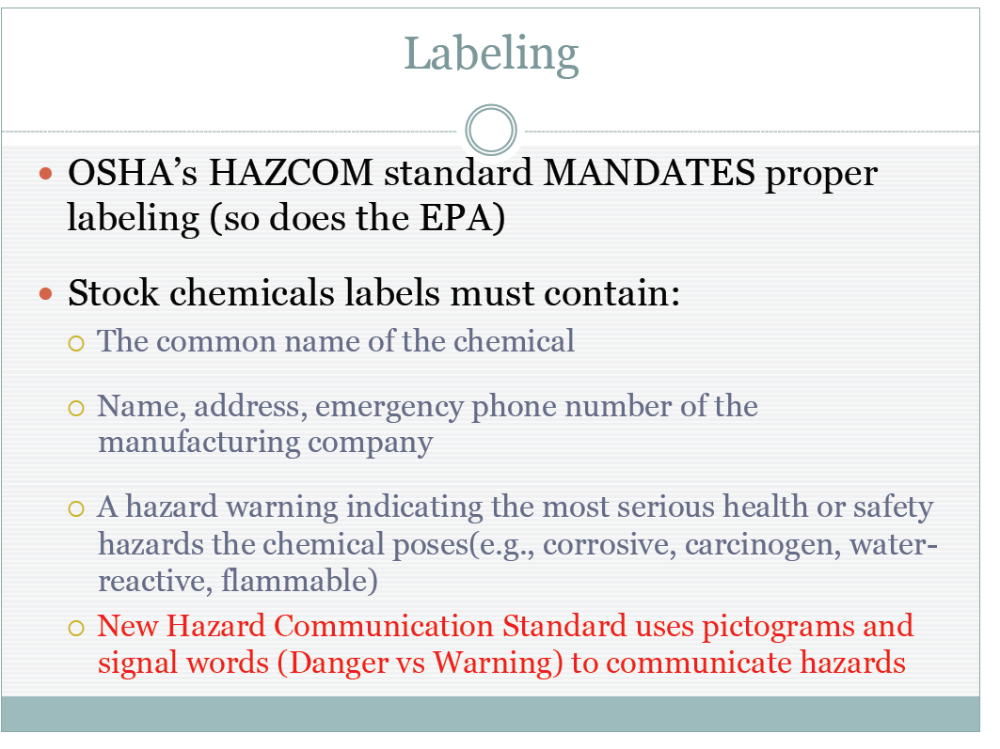 Labeling
OSHA’s HAZCOM standard MANDATES proper
labeling (so does the EPA)
Stock chemicals labels must contain:
The common name of the chemical
Name, address, emergency phone number of the
manufacturing company
A hazard warning indicating the most serious health or safety
hazards the chemical poses(e.g., corrosive, carcinogen, water-
reactive, flammable)
New Hazard Communication Standard uses pictograms and
signal words (Danger vs Warning) to communicate hazards